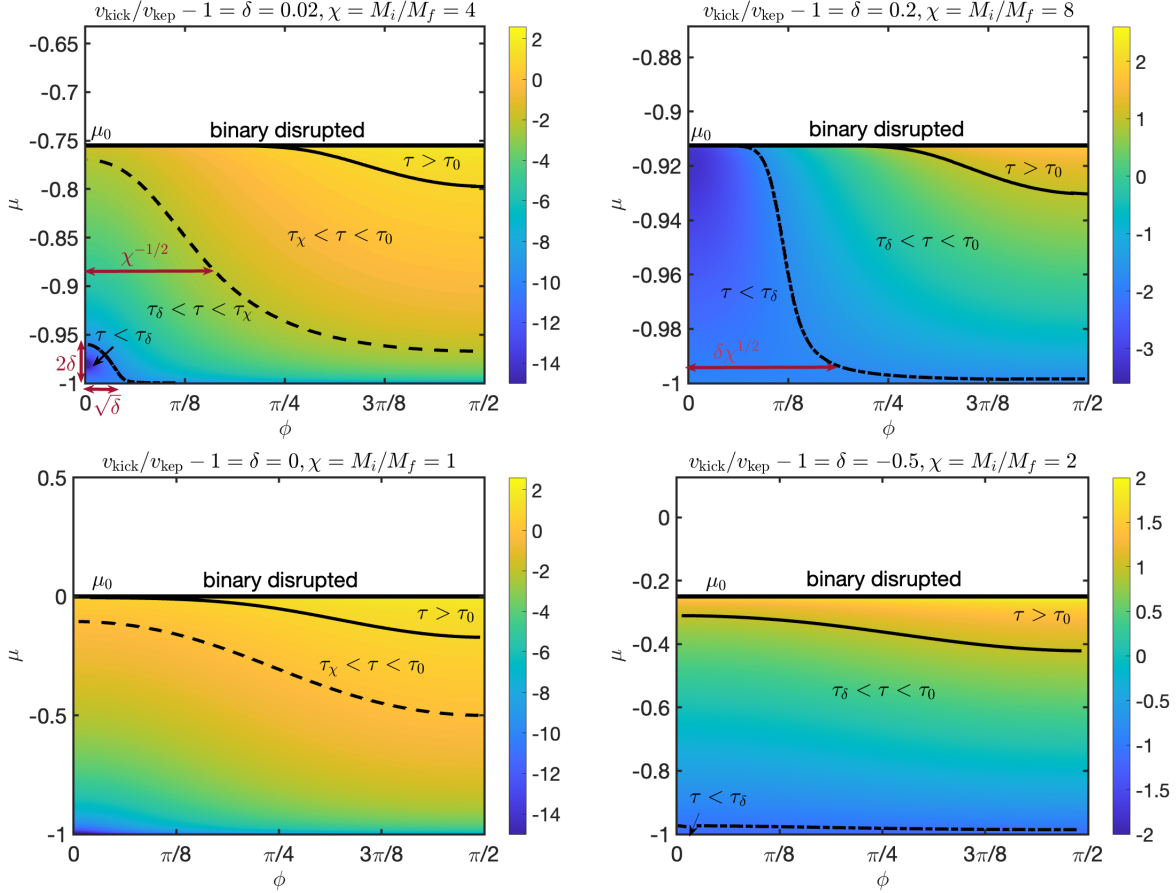 v_kick/v_kep − 1 = δ = 0.02, χ = M_i/M_f = 4
-0.65
-0.7
-0.75
-0.8
-0.85
-0.9
-0.95
-1
μ
μ_0
binary disrupted
τ > τ_0
τ_χ < τ < τ_0
χ^{-1/2}
τ_δ < τ < τ_χ
τ < τ_δ
2δ
√δ
0
π/8
π/4
3π/8
π/2
ϕ
2
0
-2
-4
-6
-8
-10
-12
-14
v_kick/v_kep − 1 = δ = 0.2, χ = M_i/M_f = 8
-0.88
-0.9
-0.92
-0.94
-0.96
-0.98
-1
μ
μ_0
binary disrupted
τ > τ_0
τ_δ < τ < τ_0
τ < τ_δ
δχ^{1/2}
0
π/8
π/4
3π/8
π/2
ϕ
2
1
0
-1
-2
-3
v_kick/v_kep − 1 = δ = 0, χ = M_i/M_f = 1
0.5
0
-0.5
-1
μ
μ_0
binary disrupted
τ > τ_0
τ_χ < τ < τ_0
0
π/8
π/4
3π/8
π/2
ϕ
2
0
-2
-4
-6
-8
-10
-12
-14
v_kick/v_kep − 1 = δ = −0.5, χ = M_i/M_f = 2
0
-0.2
-0.4
-0.6
-0.8
-1
μ
μ_0
binary disrupted
τ > τ_0
τ_δ < τ < τ_0
τ < τ_δ
0
π/8
π/4
3π/8
π/2
ϕ
2
1.5
1
0.5
0
-0.5
-1
-1.5
-2